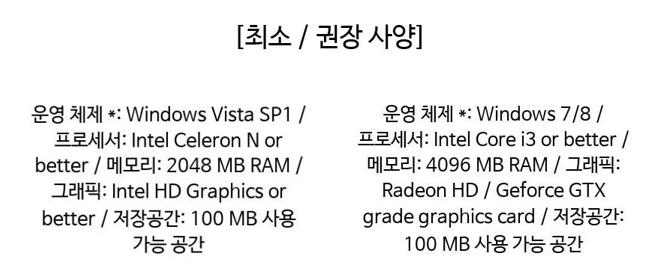 [최소 / 권장 사양]
운영 체제 *: Windows Vista SP1 /
프로세서: Intel Celeron N or
better / 메모리: 2048 MB RAM /
그래픽: Intel HD Graphics or
better / 저장공간: 100 MB 사용
가능 공간
운영 체제 *: Windows 7/8 /
프로세서: Intel Core i3 or better /
메모리: 4096 MB RAM / 그래픽:
Radeon HD / Geforce GTX
grade graphics card / 저장공간:
100 MB 사용 가능 공간